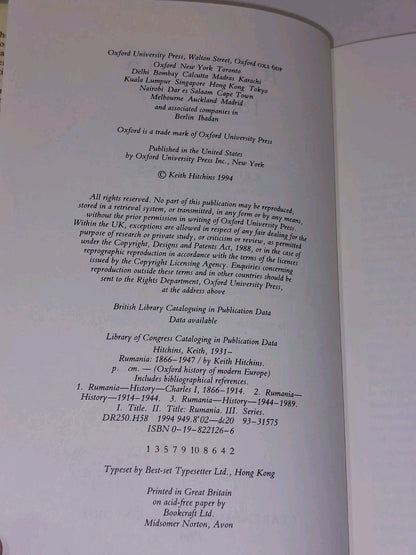 Oxford University Press, Walton Street, Oxford OX2 6DP
Oxford New York Toronto
Delhi Bombay Calcutta Madras Karachi
Kuala Lumpur Singapore Hong Kong Tokyo
Nairobi Dar es Salaam Cape Town
Melbourne Auckland Madrid
and associated companies in
Berlin Ibadan
Oxford is a trade mark of Oxford University Press
Published in the United States
by Oxford University Press Inc., New York
© Keith Hitchins 1994
All rights reserved. No part of this publication may be reproduced,
stored in a retrieval system, or transmitted, in any form or by any means,
without the prior permission in writing of Oxford University Press
Within the UK, exceptions are allowed in respect of any fair dealing for the
purpose of research or private study, or criticism or review, as permitted
under the Copyright, Designs and Patents Act, 1988, or in the case of
reprographic reproduction in accordance with the terms of the licences
issued by the Copyright Licensing Agency. Enquiries concerning
reproduction outside these terms and in other countries should be
sent to the Rights Department, Oxford University Press,
at the address above
British Library Cataloguing in Publication Data
Data available
Library of Congress Cataloging in Publication Data
Hitchins, Keith, 1931–
Rumania: 1866–1947 / by Keith Hitchins.
p. cm. — (Oxford history of modern Europe)
Includes bibliographical references.
1. Rumania—History—Charles I, 1866–1914. 2. Rumania—
History—1914–1944. 3. Rumania—History—1944–1989.
I. Title. II. Title: Rumania. III. Series.
DR250.H58 1994 949.8'02—dc20 93–31575
ISBN 0–19–822126–6
1 3 5 7 9 10 8 6 4 2
Typeset by Best-set Typesetter Ltd., Hong Kong
Printed in Great Britain
on acid-free paper by
Bookcraft Ltd.
Midsomer Norton, Avon